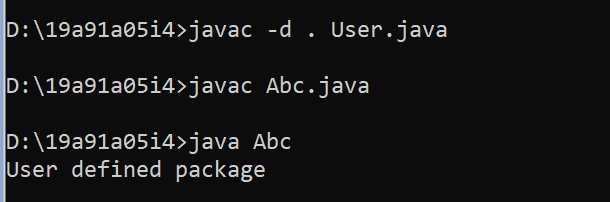 D:\19a91a05i4>javac -d . User.java
D:\19a91a05i4>javac Abc.java
D:\19a91a05i4>java Abc
User defined package